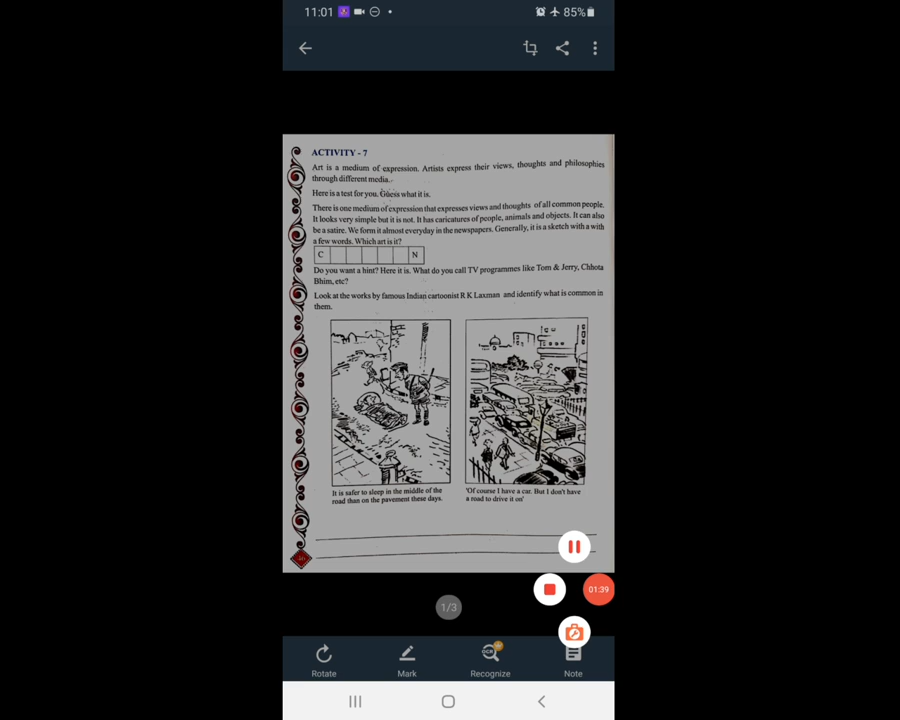 11:01
85%
ACTIVITY - 7
Art is a medium of expression. Artists express their views, thoughts and philosophies
through different media.
Here is a test for you. Guess what it is.
There is one medium of expression that expresses views and thoughts of all common people.
It looks very simple but it is not. It has caricatures of people, animals and objects. It can also
be a satire. We form it almost everyday in the newspapers. Generally, it is a sketch with a with
a few words. Which art is it?
C N
Do you want a hint? Here it is. What do you call TV programmes like Tom & Jerry, Chhota
Bhim, etc?
Look at the works by famous Indian cartoonist R K Laxman and identify what is common in
them.
It is safer to sleep in the middle of the
road than on the pavement these days.
'Of course I have a car. But I don't have
a road to drive it on'
01:39
1/3
OCR
Rotate
Mark
Recognize
Note